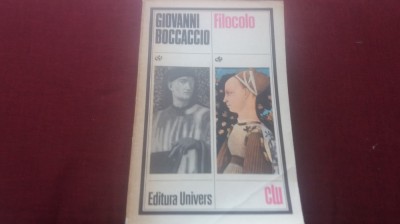 GIOVANNI
BOCCACCIO
Filocolo
Editura Univers
clu